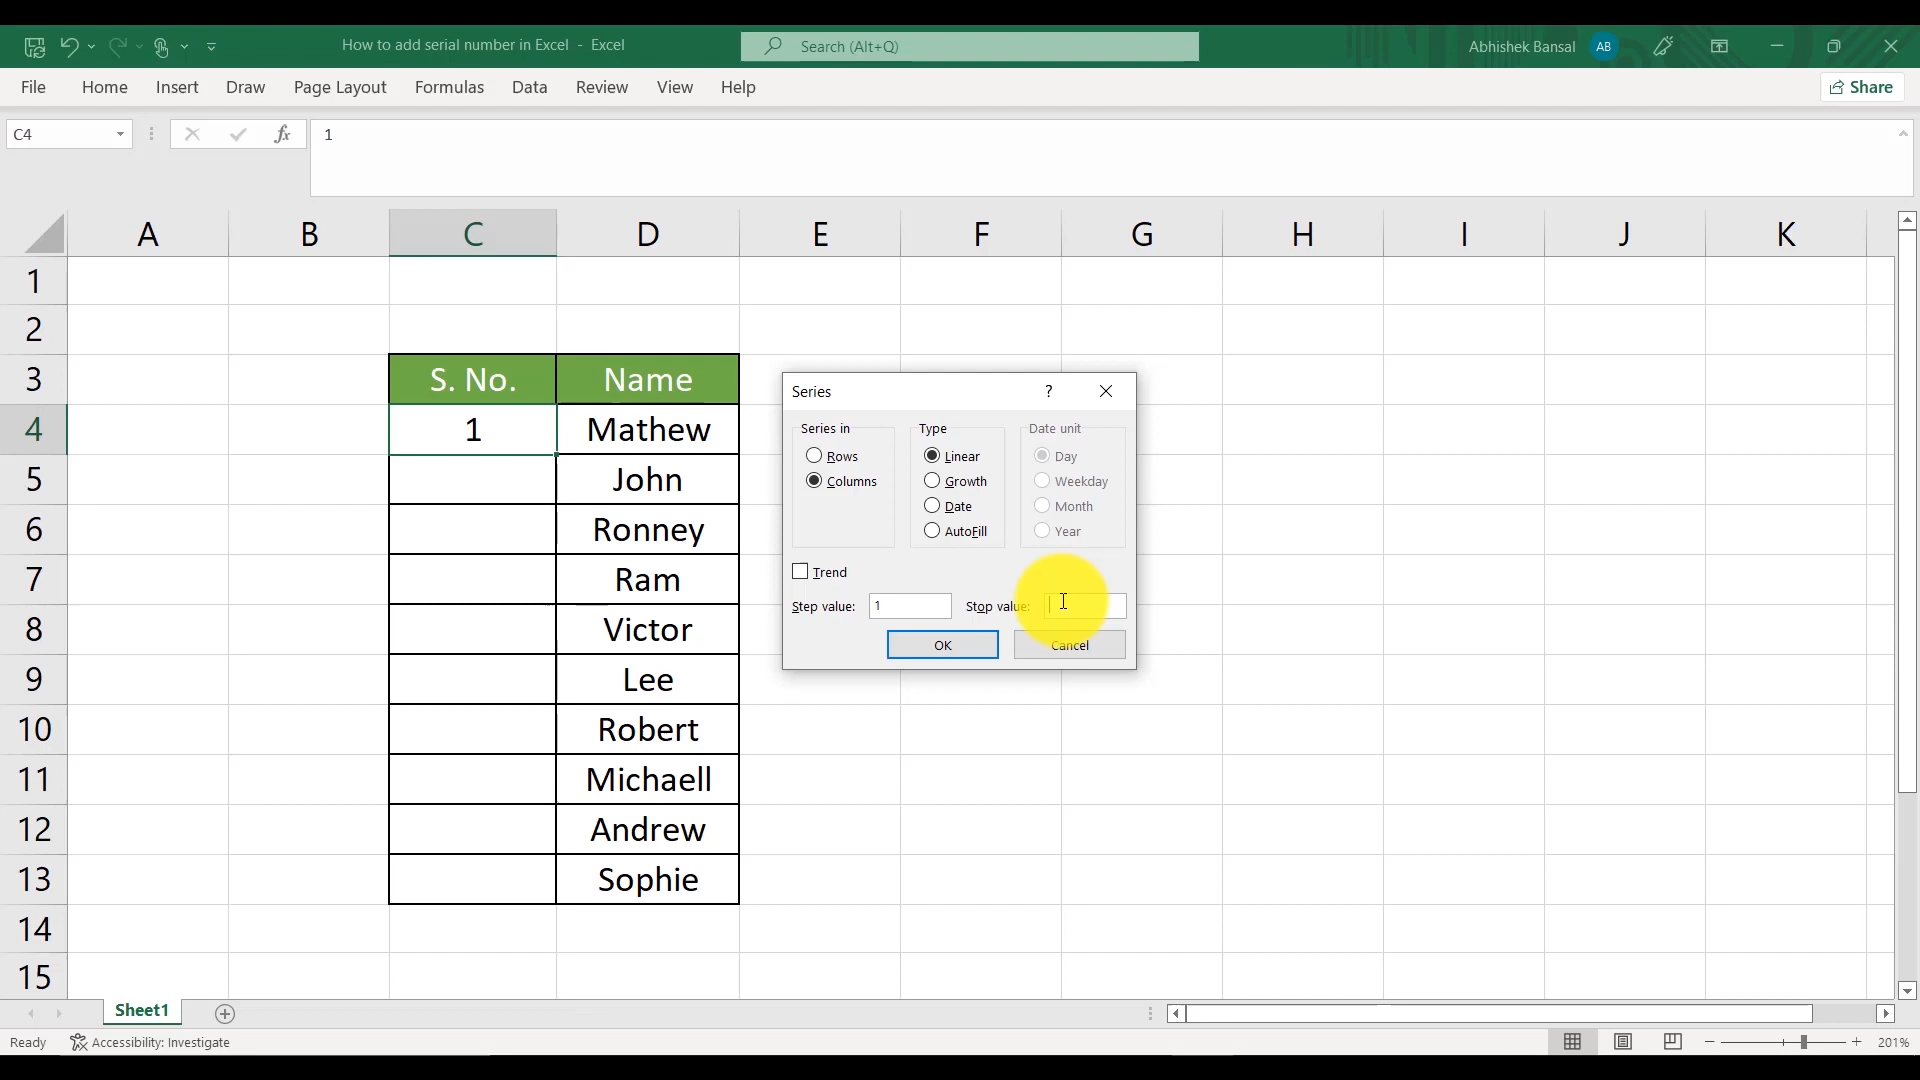 How to add serial number in Excel - Excel
Search (Alt+Q)
Abhishek Bansal AB
File Home Insert Draw Page Layout Formulas Data Review View Help
Share
C4
fx
1
A B C D E F G H I J K
1
2
3 S. No. Name
4 1 Mathew
5 John
6 Ronney
7 Ram
8 Victor
9 Lee
10 Robert
11 Michaell
12 Andrew
13 Sophie
14
15
Series ?
Series in Type Date unit
Rows Linear Day
Columns Growth Weekday
Date Month
AutoFill Year
Trend
Step value: 1 Stop value:
OK Cancel
Sheet1
Ready Accessibility: Investigate 201%